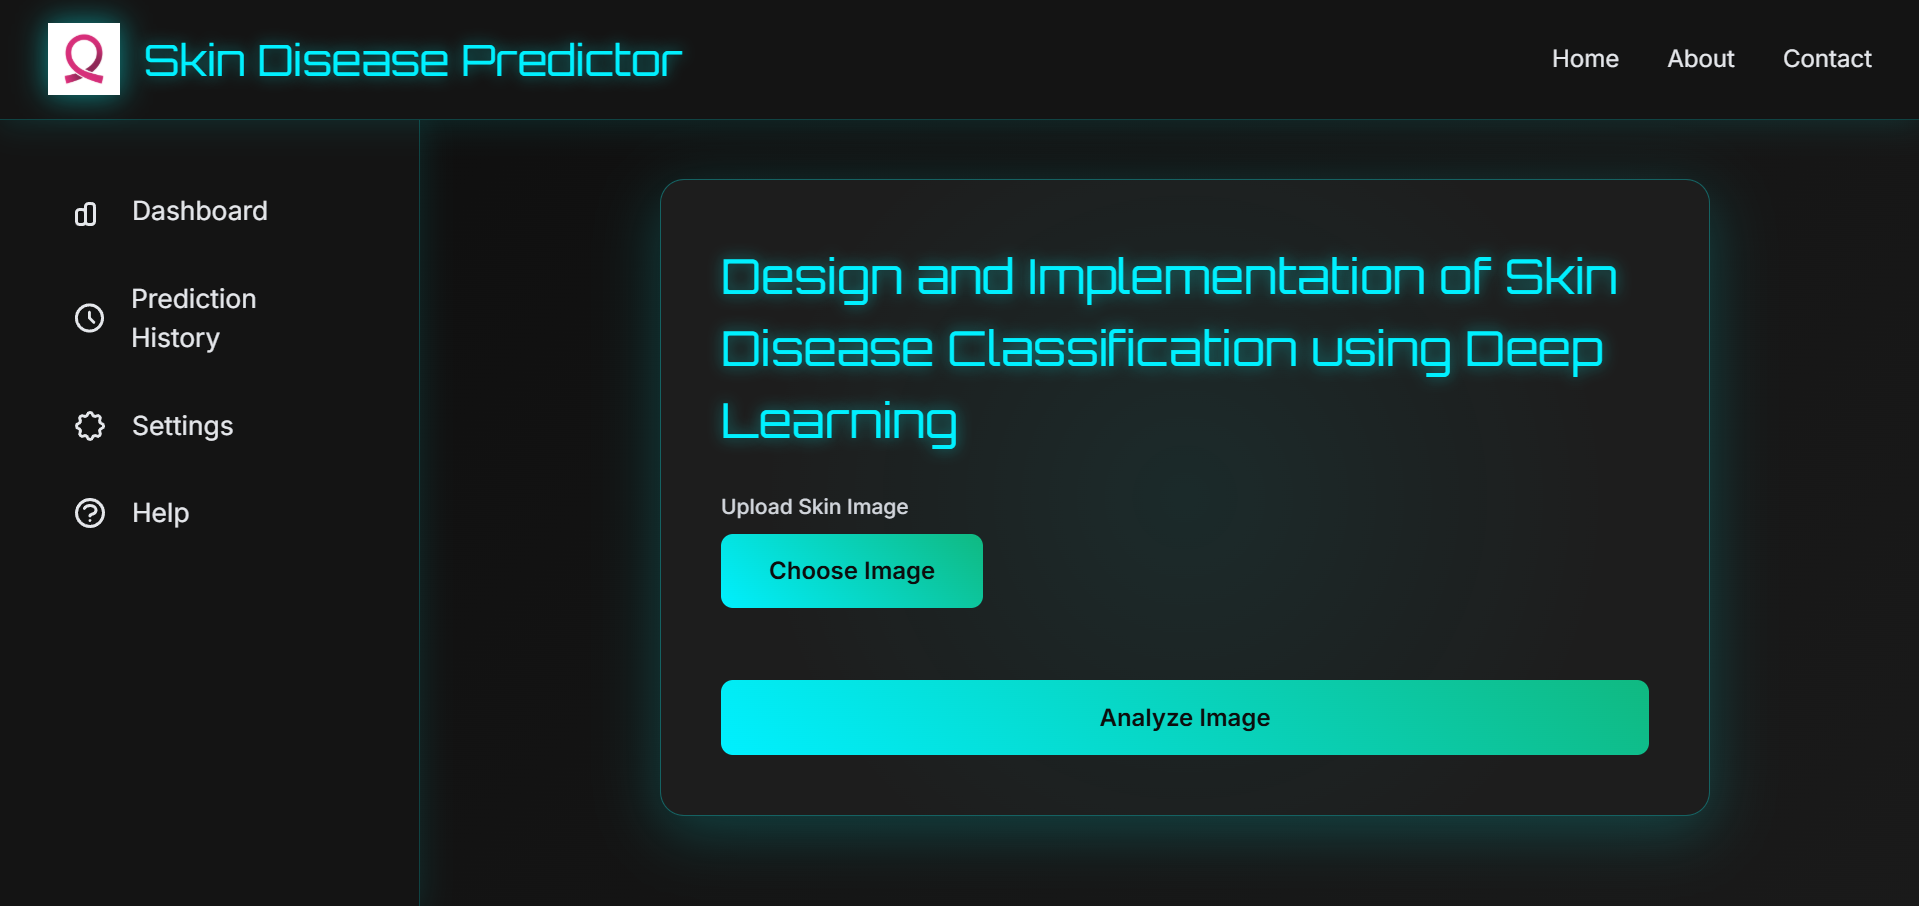 Skin Disease Predictor
Home
About
Contact
Dashboard
Prediction
History
Settings
Help
Design and Implementation of Skin
Disease Classification using Deep
Learning
Upload Skin Image
Choose Image
Analyze Image